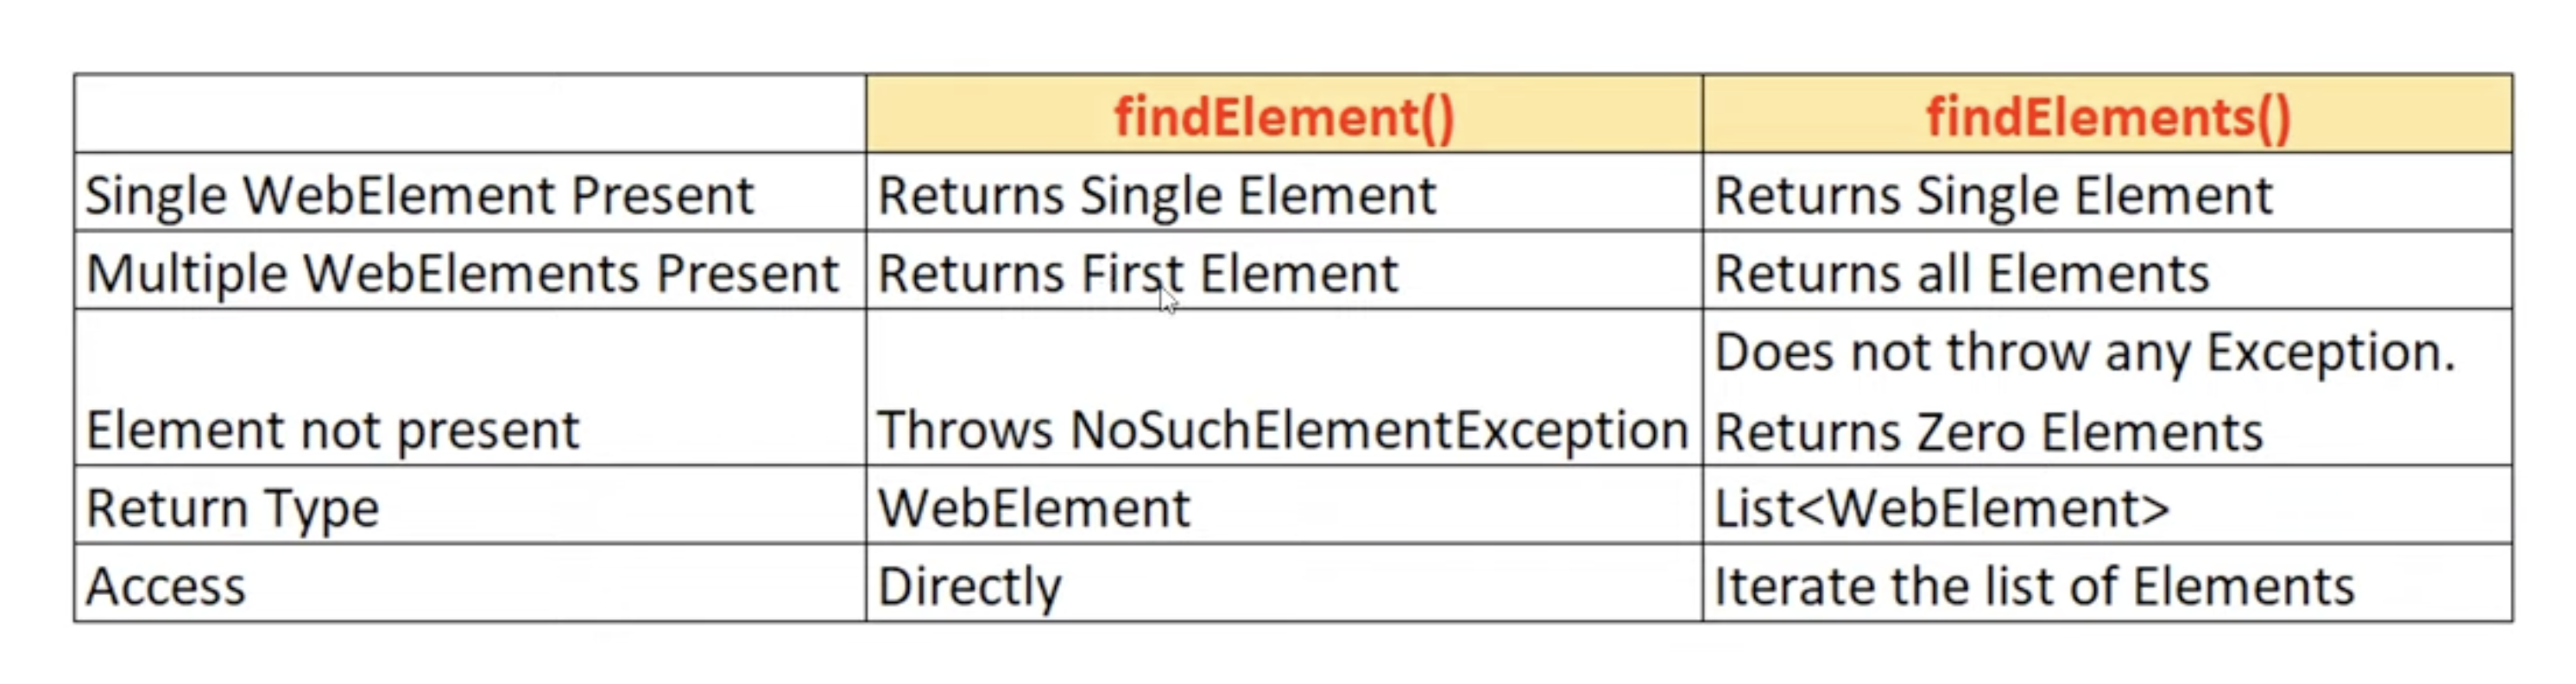 findElement() findElements()
Single WebElement Present Returns Single Element Returns Single Element
Multiple WebElements Present Returns First Element Returns all Elements
Does not throw any Exception.
Element not present Throws NoSuchElementException Returns Zero Elements
Return Type WebElement List<WebElement>
Access Directly Iterate the list of Elements